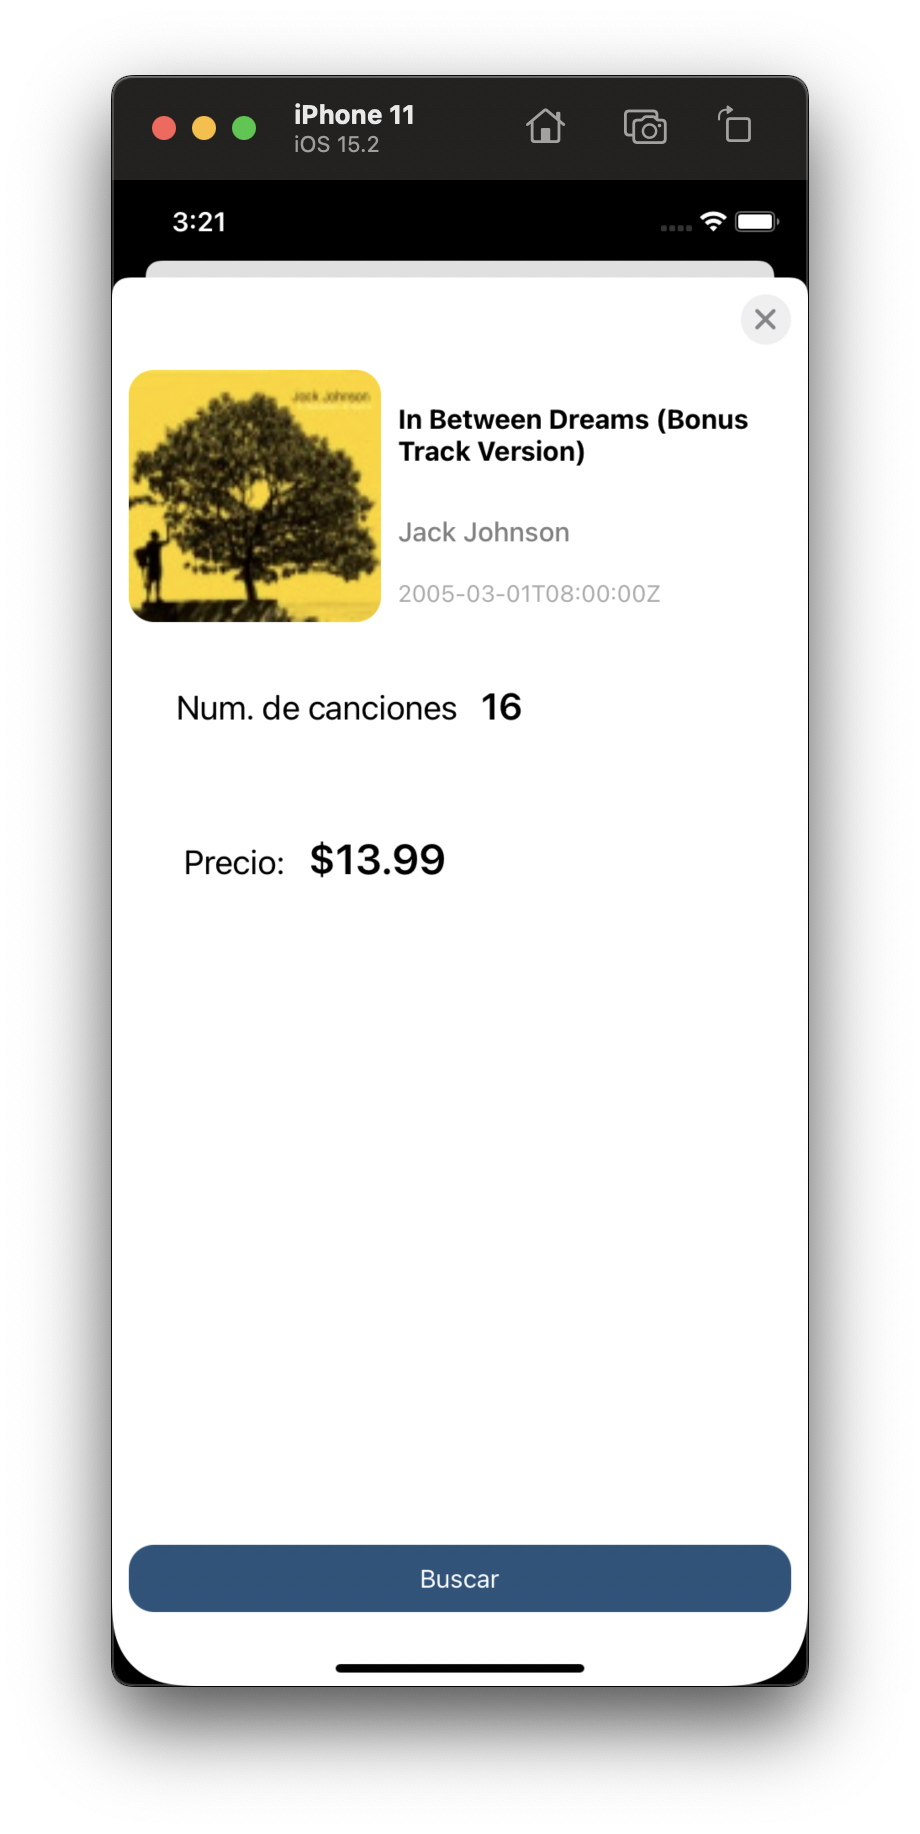 iPhone 11
iOS 15.2
3:21
Jack Johnson
In Between Dreams (Bonus
Track Version)
Jack Johnson
2005-03-01T08:00:00Z
Num. de canciones 16
Precio: $13.99
Buscar